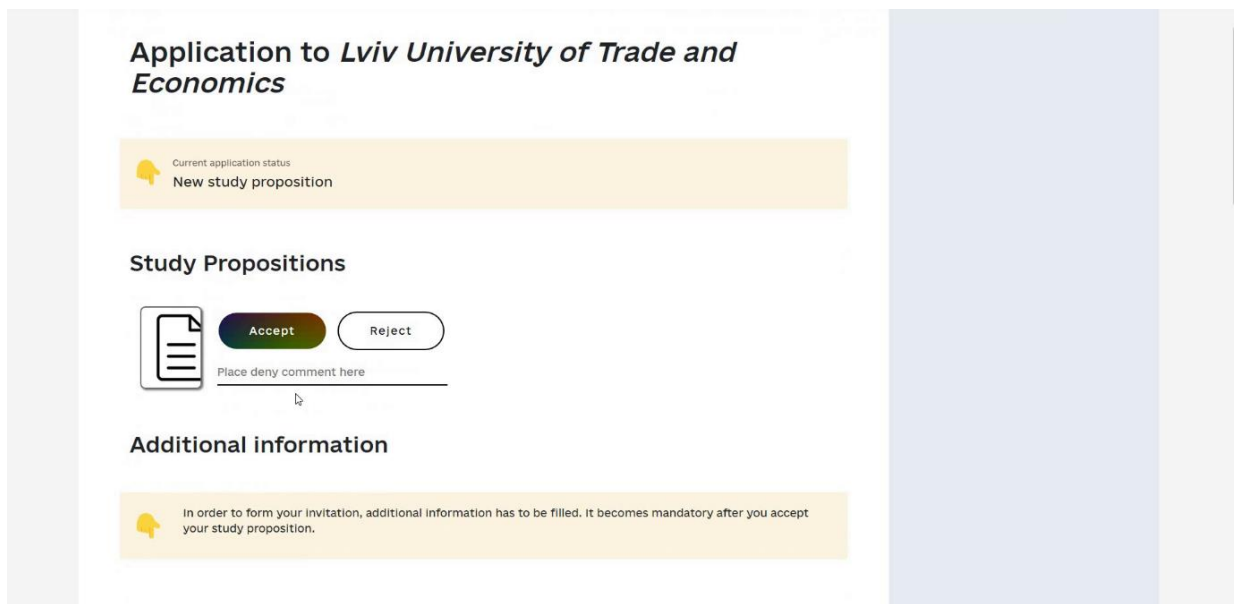 Application to Lviv University of Trade and
Economics
Current application status
New study proposition
Study Propositions
Accept
Reject
Place deny comment here
Additional information
In order to form your invitation, additional information has to be filled. It becomes mandatory after you accept
your study proposition.